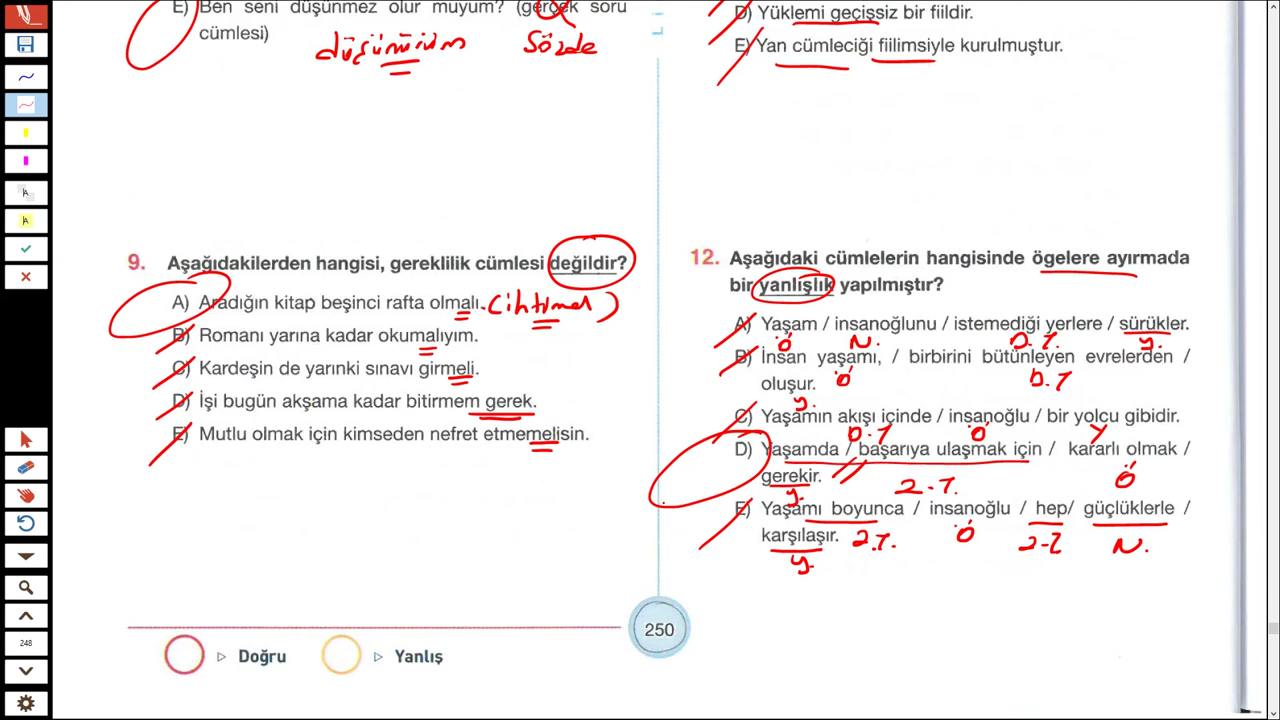 E) Ben seni düşünmez olur muyum? (gerçek soru
cümlesi)
düşünürüm
Sözde
9. Aşağıdakilerden hangisi, gereklilik cümlesi değildir?
A) Aradığın kitap beşinci rafta olmalı. (ihtimal)
B) Romanı yarına kadar okumalıyım.
C) Kardeşin de yarınki sınavı girmeli.
D) İşi bugün akşama kadar bitirmem gerek.
E) Mutlu olmak için kimseden nefret etmemelisin.
D) Yüklemi geçişsiz bir fiildir.
E) Yan cümleciği fiilimsiyle kurulmuştur.
12. Aşağıdaki cümlelerin hangisinde ögelere ayırmada
bir yanlışlık yapılmıştır?
A) Yaşam / insanoğlunu / istemediği yerlere / sürükler.
Ö N. D.T. y.
B) İnsan yaşamı, / birbirini bütünleyen evrelerden /
Ö D.T
oluşur.
y.
C) Yaşamın akışı içinde / insanoğlu / bir yolcu gibidir.
D.T Ö Y
D) Yaşamda / başarıya ulaşmak için / kararlı olmak /
gerekir.
y. 2.T. Ö
E) Yaşamı boyunca / insanoğlu / hep/ güçlüklerle /
karşılaşır. 2.T. Ö 2.T N.
y.
250
Doğru
Yanlış
248